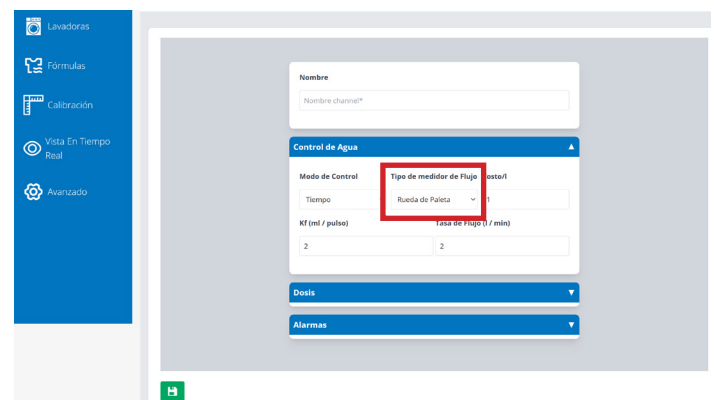 Lavadoras
Fórmulas
Calibración
Vista En Tiempo
Real
Avanzado
Nombre
Nombre channel*
Control de Agua
Modo de Control Tipo de medidor de Flujo osto/l
Tiempo Rueda de Paleta 1
Kf (ml / pulso) Tasa de Flujo (l / min)
2 2
Dosis
Alarmas